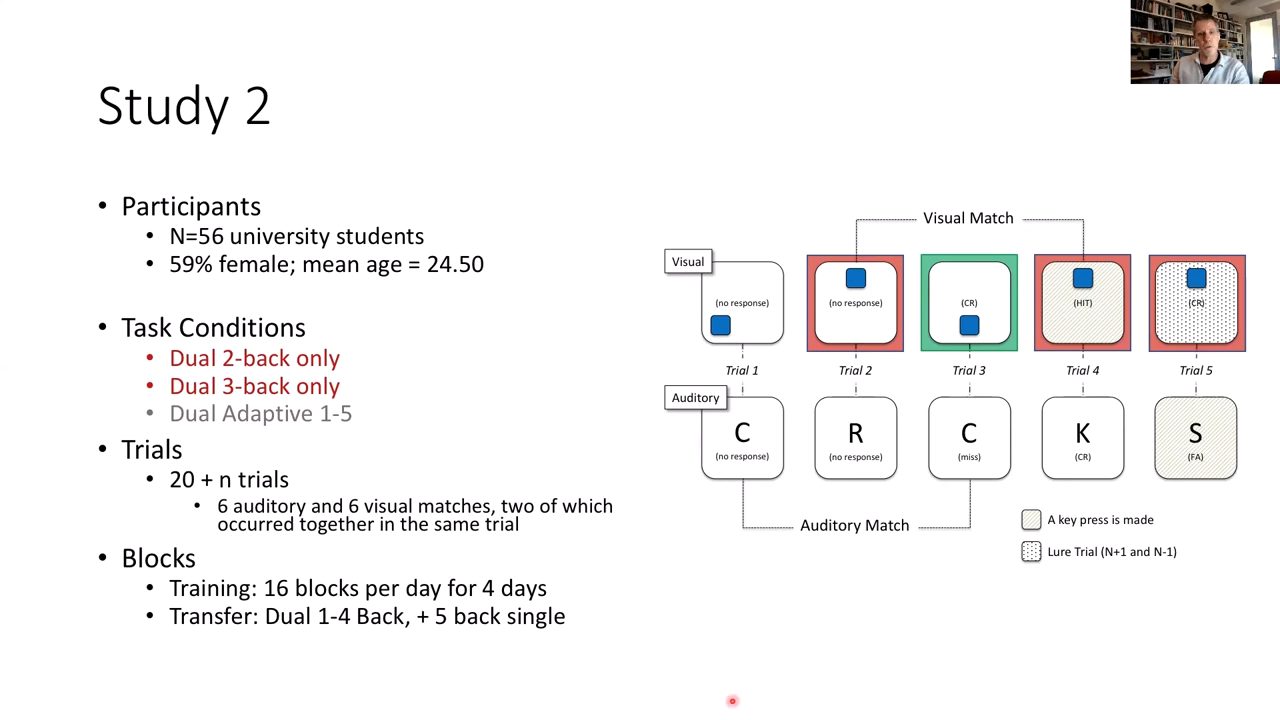 Study 2
• Participants
• N=56 university students
• 59% female; mean age = 24.50
• Task Conditions
• Dual 2-back only
• Dual 3-back only
• Dual Adaptive 1-5
• Trials
• 20 + n trials
• 6 auditory and 6 visual matches, two of which
occurred together in the same trial
• Blocks
• Training: 16 blocks per day for 4 days
• Transfer: Dual 1-4 Back, + 5 back single
Visual Match
Visual
(no response) (no response) (CR) (HIT) (CR)
Trial 1 Trial 2 Trial 3 Trial 4 Trial 5
Auditory
C R C K S
(no response) (no response) (miss) (CR) (FA)
Auditory Match
A key press is made
Lure Trial (N+1 and N-1)